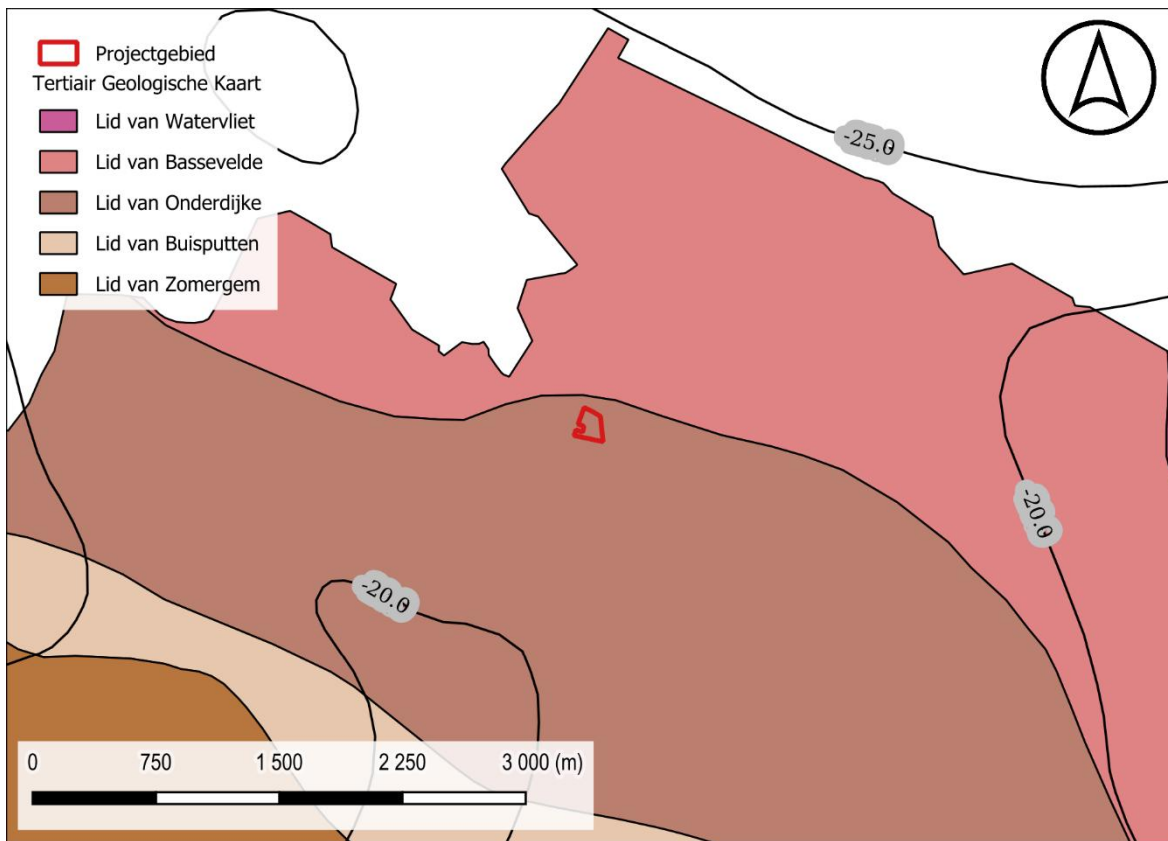 Projectgebied
Tertiair Geologische Kaart
Lid van Watervliet
Lid van Bassevelde
Lid van Onderdijke
Lid van Buisputten
Lid van Zomergem
-25.0
-20.0
-20.0
0 750 1 500 2 250 3 000 (m)